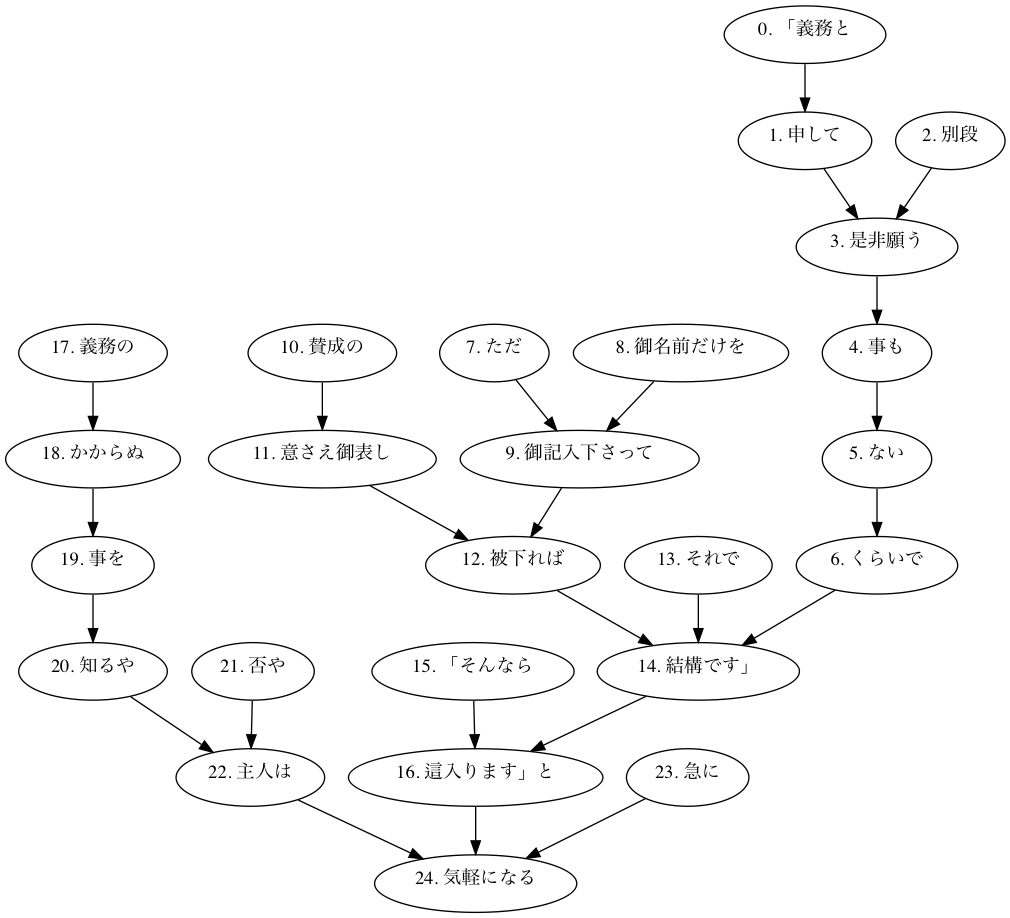 0. 「義務と
1. 申して
2. 別段
3. 是非願う
17. 義務の
10. 賛成の
7. ただ
8. 御名前だけを
4. 事も
18. かからぬ
11. 意さえ御表し
9. 御記入下さって
5. ない
19. 事を
12. 被下れば
13. それで
6. くらいで
20. 知るや
21. 否や
15. 「そんなら
14. 結構です」
22. 主人は
16. 這入ります」と
23. 急に
24. 気軽になる